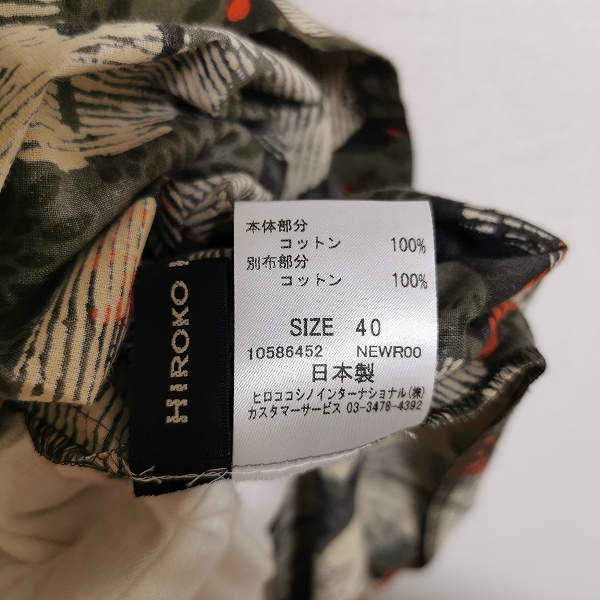 HIROKO
本体部分
コットン 100%
別布部分
コットン 100%
SIZE 40
10586452 NEWR00
日本製
ヒロココシノインターナショナル(株)
カスタマーサービス 03-3478-4392